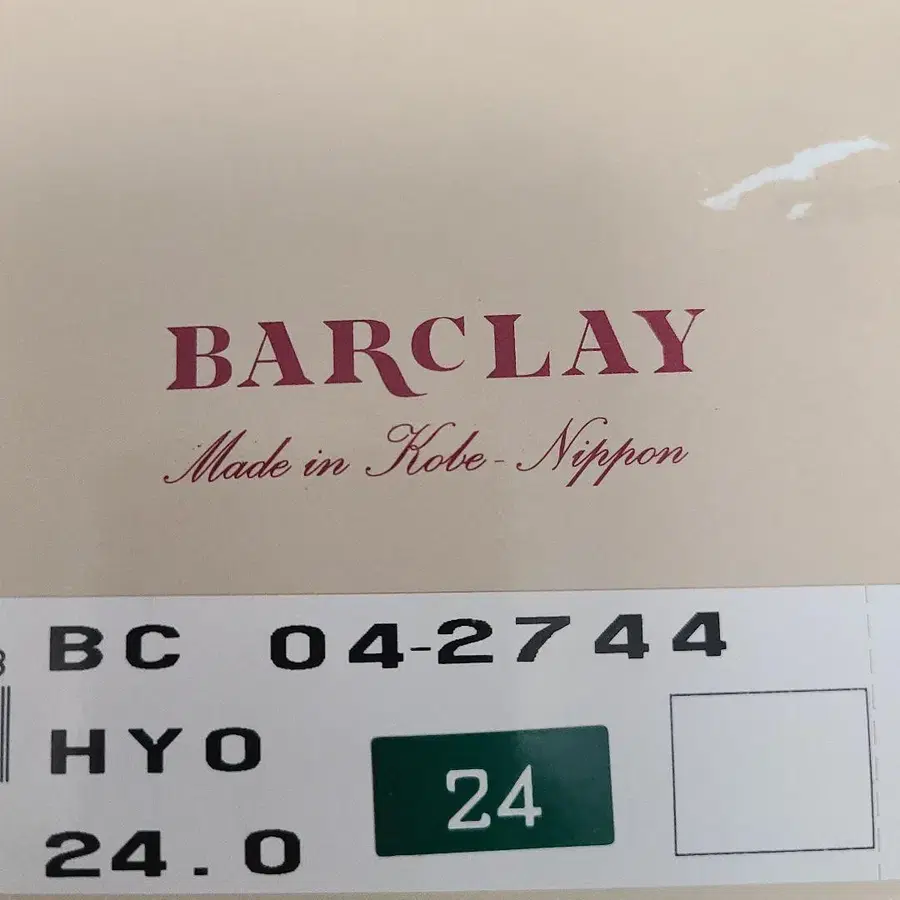 BARCLAY
Made in Kobe - Nippon
BC 04-2744
HYO
24.0
24